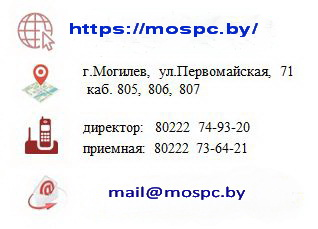 https://mospc.by/
г.Могилев, ул.Первомайская, 71
каб. 805, 806, 807
директор: 80222 74-93-20
приемная: 80222 73-64-21
mail@mospc.by